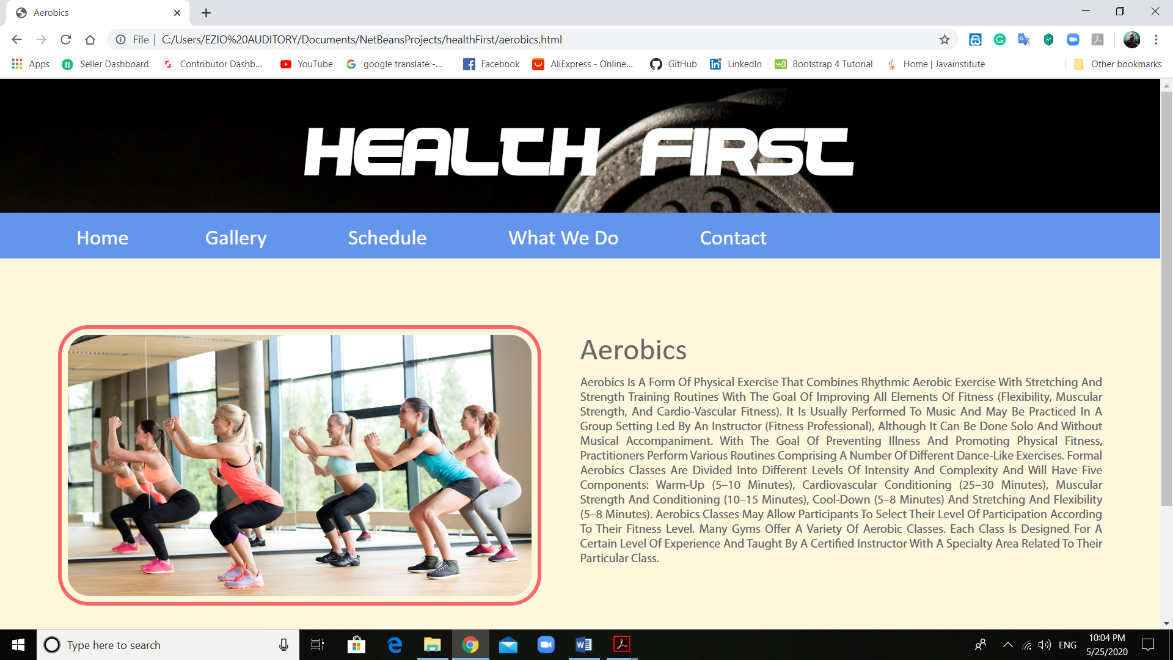 Aerobics
File | C:/Users/EZIO%20AUDITORY/Documents/NetBeansProjects/healthFirst/aerobics.html
Apps Seller Dashboard Contributor Dashb... YouTube google translate -... Facebook AliExpress - Online... GitHub LinkedIn Bootstrap 4 Tutorial Home | Javainstitute Other bookmarks
HEALTH FIRST
Home Gallery Schedule What We Do Contact
Aerobics
Aerobics Is A Form Of Physical Exercise That Combines Rhythmic Aerobic Exercise With Stretching And
Strength Training Routines With The Goal Of Improving All Elements Of Fitness (Flexibility, Muscular
Strength, And Cardio-Vascular Fitness). It Is Usually Performed To Music And May Be Practiced In A
Group Setting Led By An Instructor (Fitness Professional), Although It Can Be Done Solo And Without
Musical Accompaniment. With The Goal Of Preventing Illness And Promoting Physical Fitness,
Practitioners Perform Various Routines Comprising A Number Of Different Dance-Like Exercises. Formal
Aerobics Classes Are Divided Into Different Levels Of Intensity And Complexity And Will Have Five
Components: Warm-Up (5–10 Minutes), Cardiovascular Conditioning (25–30 Minutes), Muscular
Strength And Conditioning (10–15 Minutes), Cool-Down (5–8 Minutes) And Stretching And Flexibility
(5–8 Minutes). Aerobics Classes May Allow Participants To Select Their Level Of Participation According
To Their Fitness Level. Many Gyms Offer A Variety Of Aerobic Classes. Each Class Is Designed For A
Certain Level Of Experience And Taught By A Certified Instructor With A Specialty Area Related To Their
Particular Class.
Type here to search
ENG
10:04 PM
5/25/2020